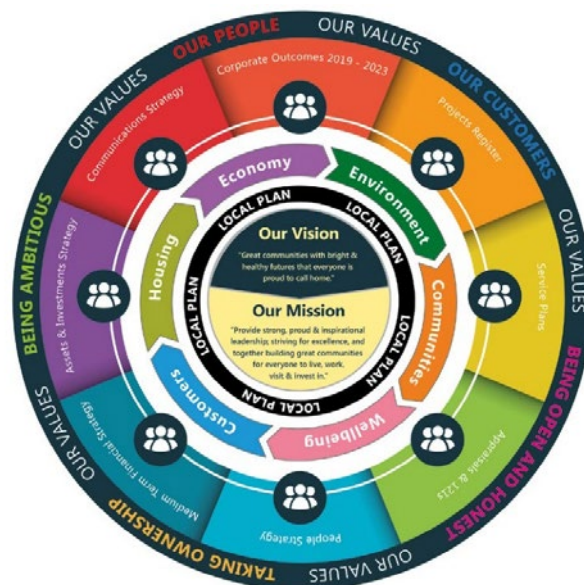 OUR VALUES
OUR PEOPLE
OUR VALUES
OUR CUSTOMERS
OUR VALUES
BEING OPEN AND HONEST
OUR VALUES
TAKING OWNERSHIP
OUR VALUES
BEING AMBITIOUS
Corporate Outcomes 2019 - 2023
Projects Register
Service Plans
Appraisals & 121s
People Strategy
Medium Term Financial Strategy
Assets & Investments Strategy
Communications Strategy
Economy
Environment
Communities
Wellbeing
Customers
Housing
LOCAL PLAN
LOCAL PLAN
LOCAL PLAN
LOCAL PLAN
LOCAL PLAN
Our Vision
"Great communities with bright &
healthy futures that everyone is
proud to call home."
Our Mission
"Provide strong, proud & inspirational
leadership; striving for excellence, and
together building great communities
for everyone to live, work,
visit & invest in."